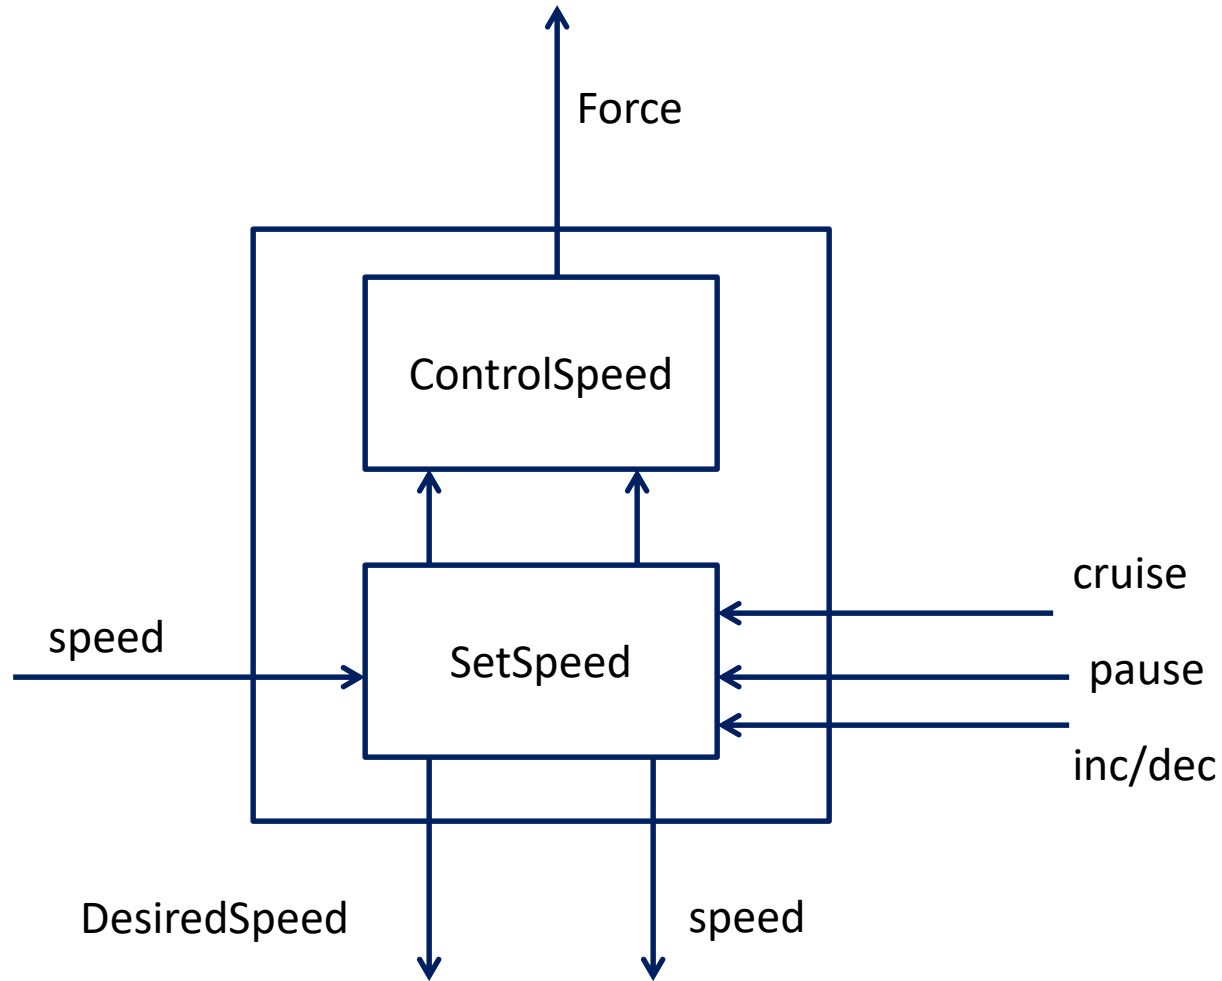 Force
ControlSpeed
cruise
speed
SetSpeed
pause
inc/dec
DesiredSpeed
speed